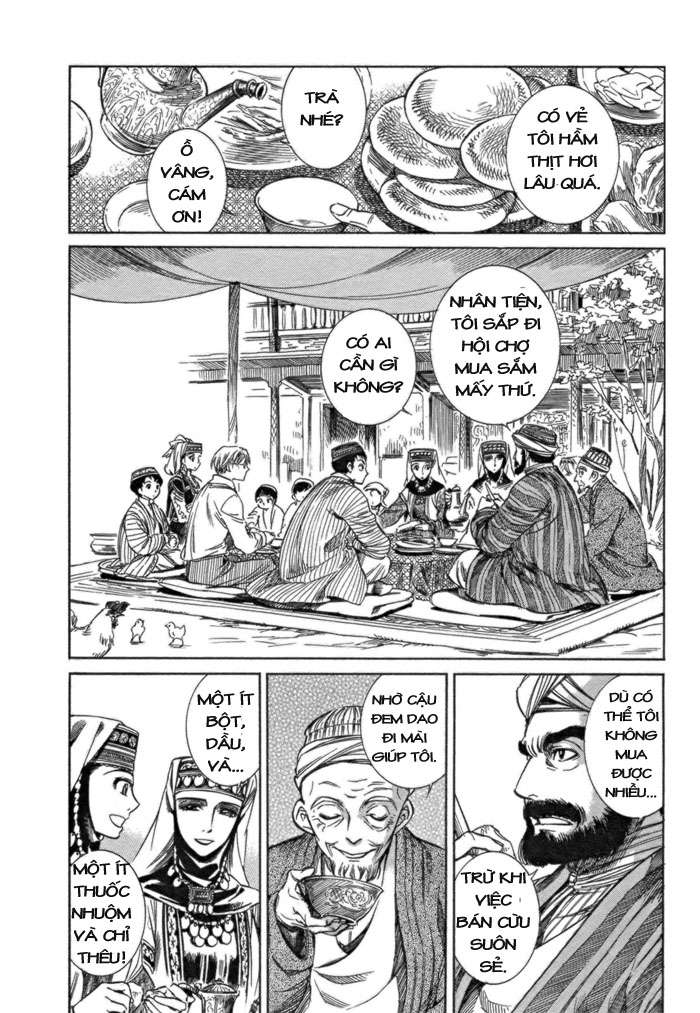 CÓ VẺ
TÔI HẦM
THỊT HƠI
LÂU QUÁ.
TRÀ
NHÉ?
Ồ
VÂNG,
CÁM
ƠN!
NHÂN TIỆN,
TÔI SẮP ĐI
HỘI CHỢ
MUA SẮM
MẤY THỨ.
CÓ AI
CẦN GÌ
KHÔNG?
DÙ CÓ
THỂ TÔI
KHÔNG
MUA
ĐƯỢC
NHIỀU...
TRỪ KHI
VIỆC
BÁN CỪU
SUÔN
SẺ.
NHỜ CẬU
ĐEM DAO
ĐI MÀI
GIÚP TÔI.
MỘT ÍT
BỘT,
DẦU,
VÀ...
MỘT ÍT
THUỐC
NHUỘM
VÀ CHỈ
THÊU!